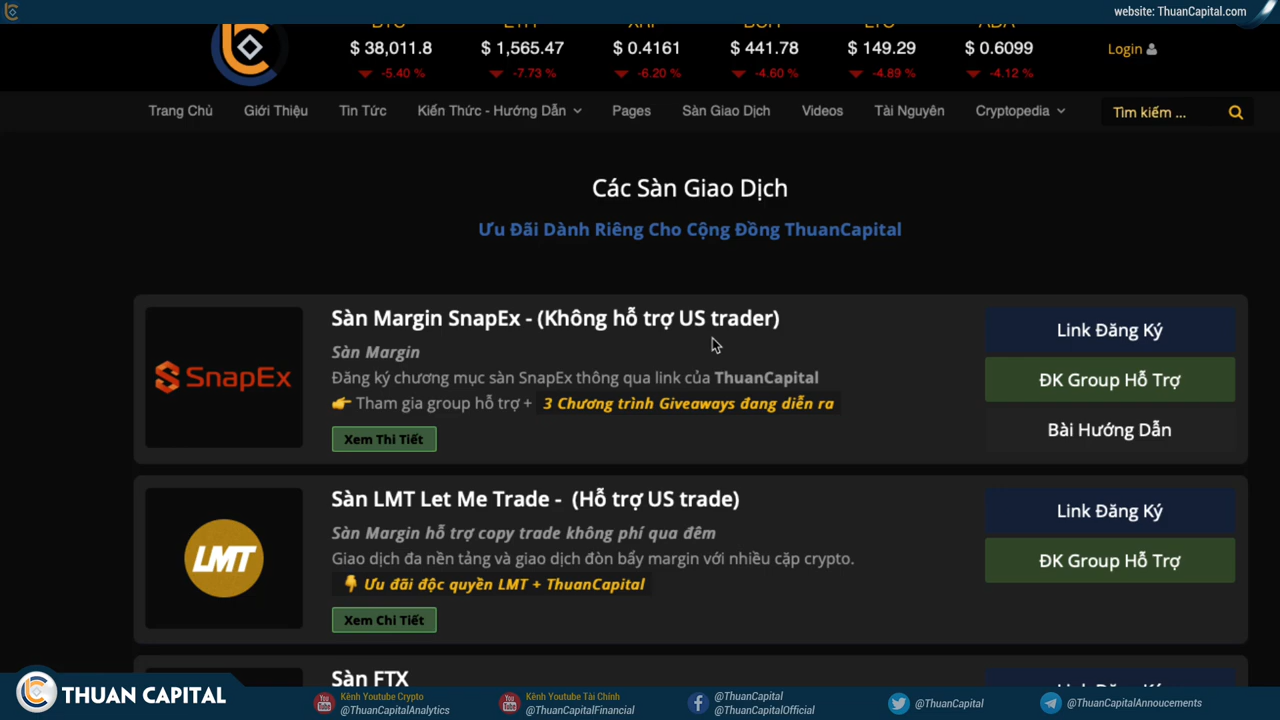 website: ThuanCapital.com
BTC ETH XRP BCH LTC ADA
$ 38,011.8 $ 1,565.47 $ 0.4161 $ 441.78 $ 149.29 $ 0.6099
-5.40 % -7.73 % -6.20 % -4.60 % -4.89 % -4.12 %
Login
Trang Chủ Giới Thiệu Tin Tức Kiến Thức - Hướng Dẫn Pages Sàn Giao Dịch Videos Tài Nguyên Cryptopedia Tìm kiếm ...
Các Sàn Giao Dịch
Ưu Đãi Dành Riêng Cho Cộng Đồng ThuanCapital
SnapEx
Sàn Margin SnapEx - (Không hỗ trợ US trader)
Sàn Margin
Đăng ký chương mục sàn SnapEx thông qua link của ThuanCapital
👉 Tham gia group hỗ trợ + 3 Chương trình Giveaways đang diễn ra
Xem Thi Tiết
Link Đăng Ký
ĐK Group Hỗ Trợ
Bài Hướng Dẫn
LMT
Sàn LMT Let Me Trade - (Hỗ trợ US trade)
Sàn Margin hỗ trợ copy trade không phí qua đêm
Giao dịch đa nền tảng và giao dịch đòn bẩy margin với nhiều cặp crypto.
👇 Ưu đãi độc quyền LMT + ThuanCapital
Xem Chi Tiết
Link Đăng Ký
ĐK Group Hỗ Trợ
Sàn FTX
Link Đăng Ký
THUAN CAPITAL
Kênh Youtube Crypto
@ThuanCapitalAnalytics
Kênh Youtube Tài Chính
@ThuanCapitalFinancial
@ThuanCapital
@ThuanCapitalOfficial
@ThuanCapital
@ThuanCapitalAnnoucements